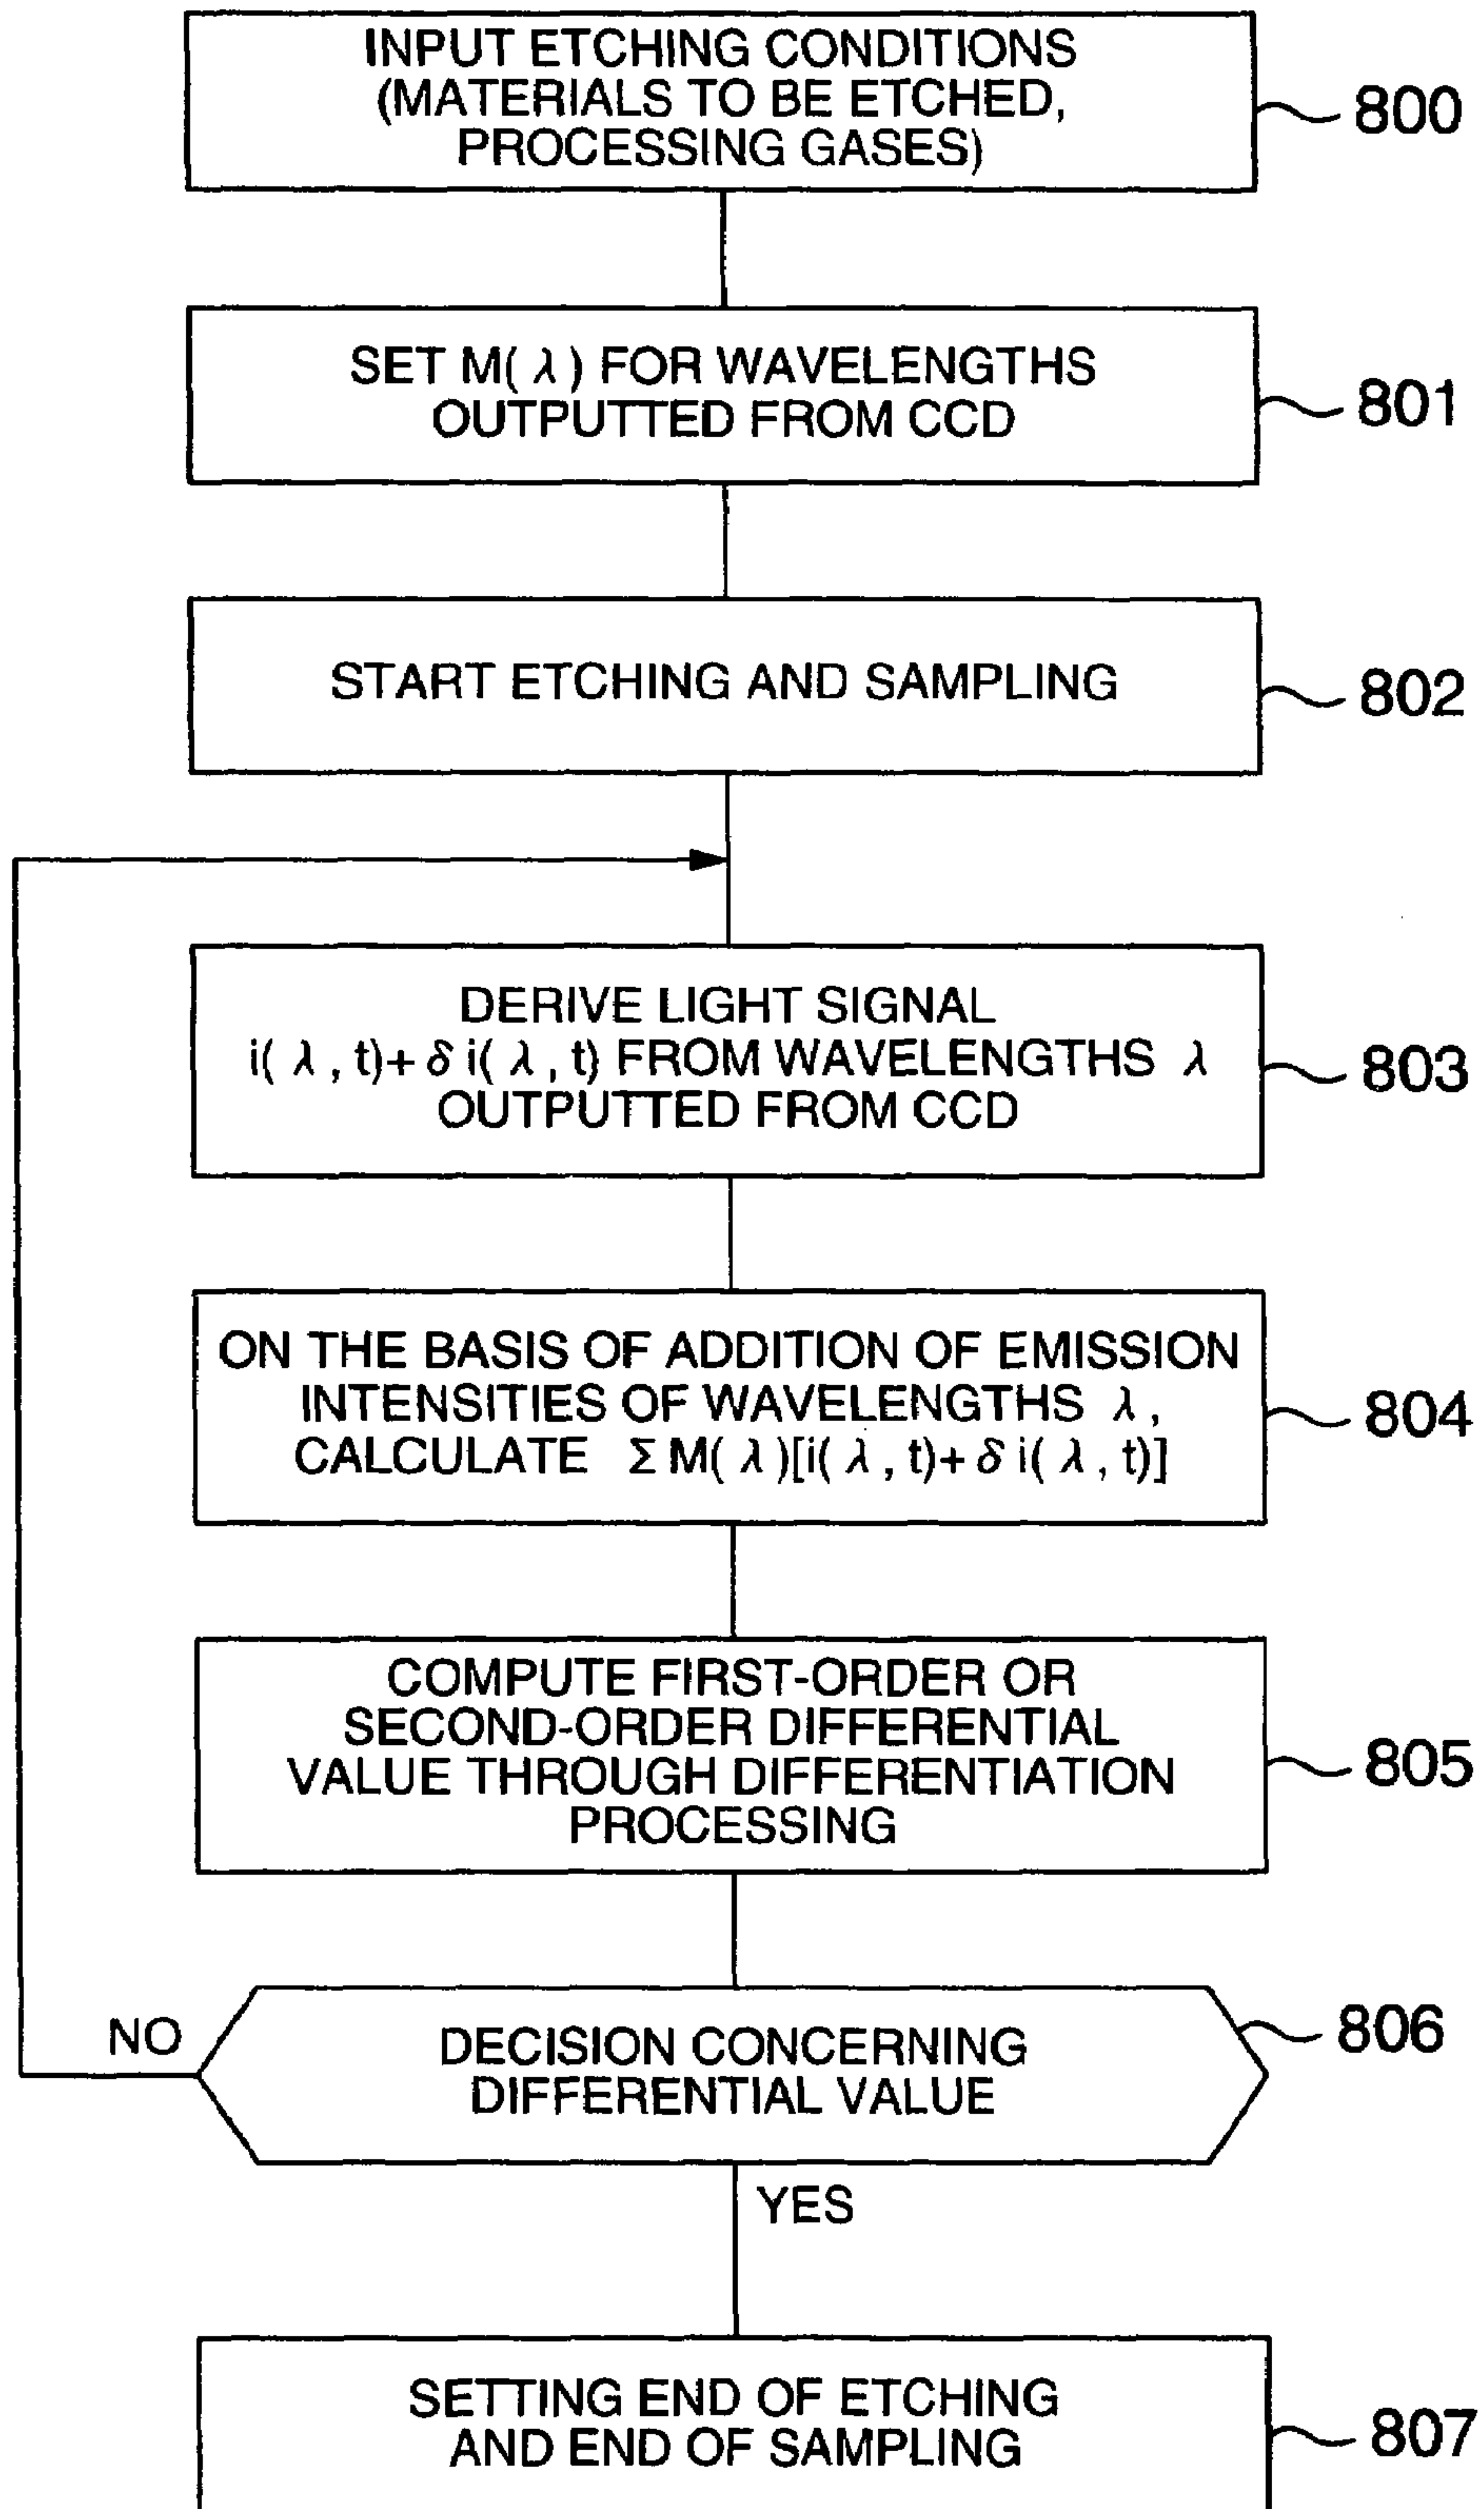 INPUT ETCHING CONDITIONS
(MATERIALS TO BE ETCHED,
PROCESSING GASES)
800
SET M( λ ) FOR WAVELENGTHS
OUTPUTTED FROM CCD
801
START ETCHING AND SAMPLING
802
DERIVE LIGHT SIGNAL
i( λ , t)+ δ i( λ , t) FROM WAVELENGTHS λ
OUTPUTTED FROM CCD
803
ON THE BASIS OF ADDITION OF EMISSION
INTENSITIES OF WAVELENGTHS λ ,
CALCULATE Σ M( λ )[i( λ , t)+ δ i( λ , t)]
804
COMPUTE FIRST-ORDER OR
SECOND-ORDER DIFFERENTIAL
VALUE THROUGH DIFFERENTIATION
PROCESSING
805
NO
DECISION CONCERNING
DIFFERENTIAL VALUE
806
YES
SETTING END OF ETCHING
AND END OF SAMPLING
807